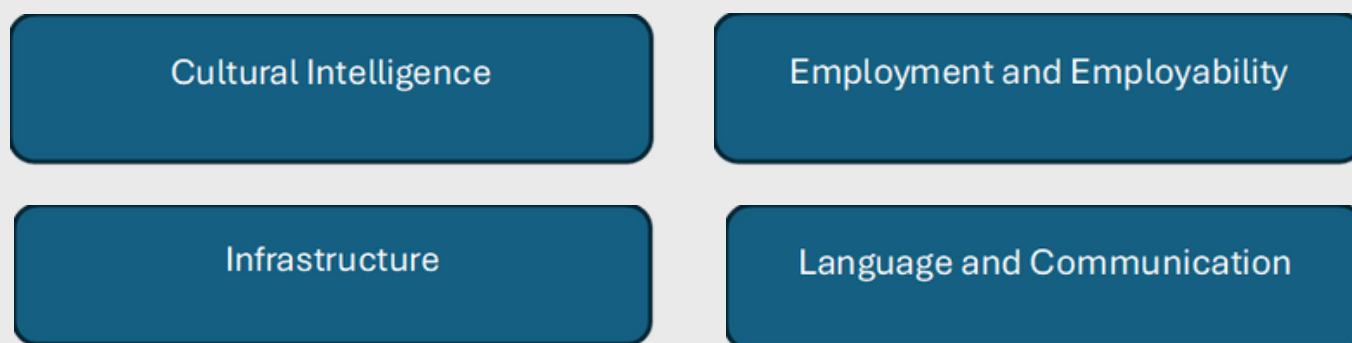 Cultural Intelligence
Employment and Employability
Infrastructure
Language and Communication